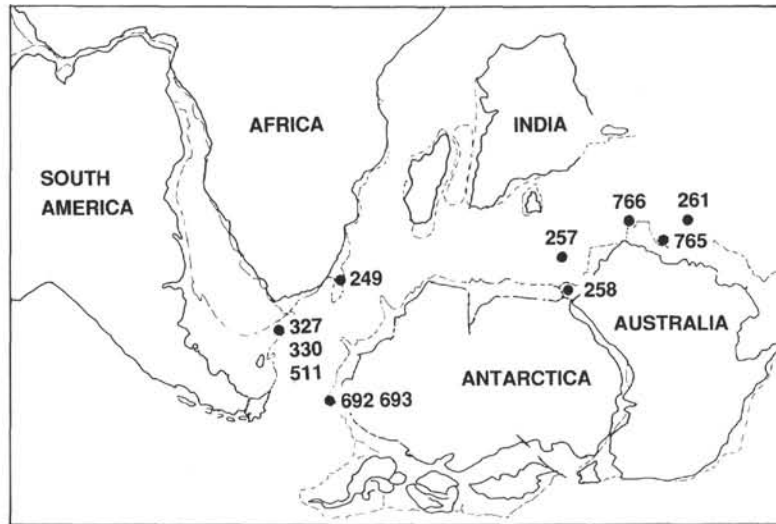 AFRICA
INDIA
SOUTH
AMERICA
766
261
257
765
249
258
327
330
511
AUSTRALIA
ANTARCTICA
692 693